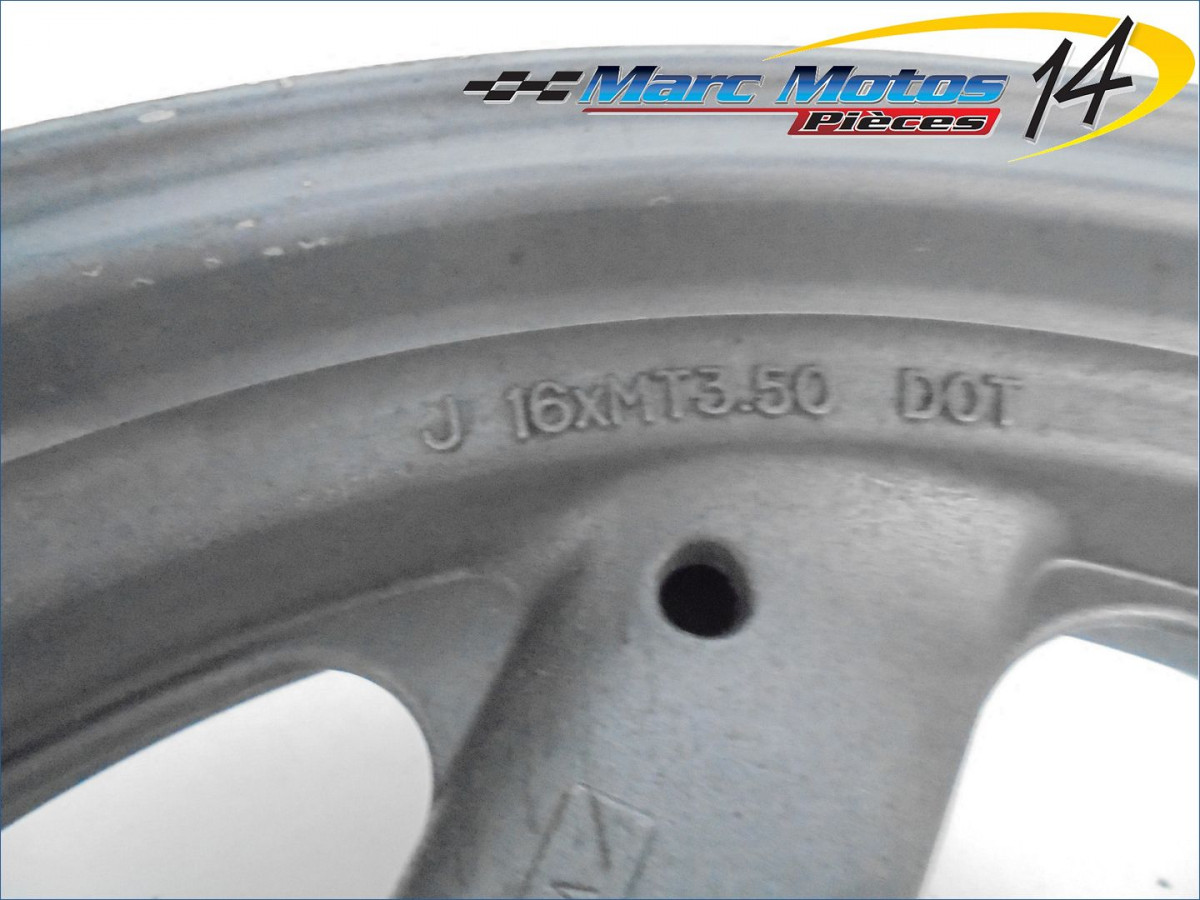 Marc Motos 14
Pièces
J 16xMT3.50 DOT